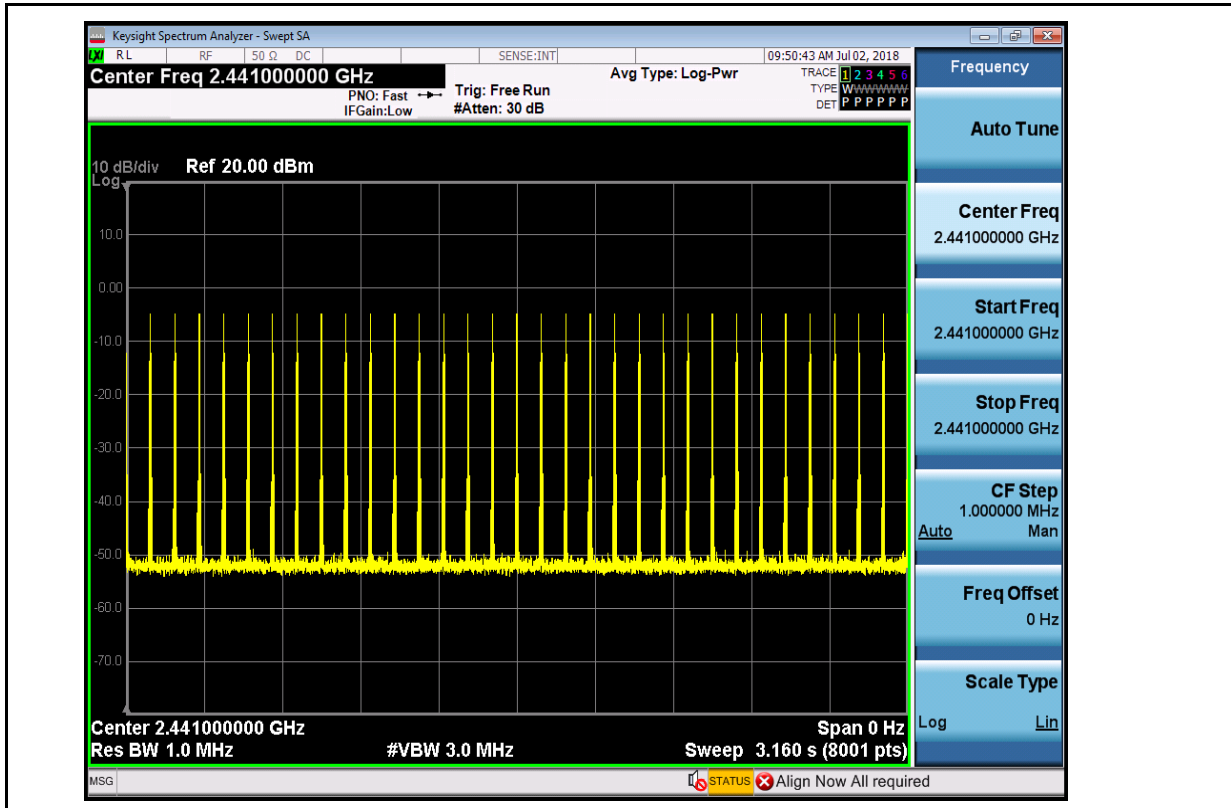 Keysight Spectrum Analyzer - Swept SA
LXI RL RF 50 Ω DC SENSE:INT 09:50:43 AM Jul 02, 2018
Center Freq 2.441000000 GHz
PNO: Fast
IFGain:Low
Trig: Free Run
#Atten: 30 dB
Avg Type: Log-Pwr
TRACE 1 2 3 4 5 6
TYPE WWWWWW
DET P P P P P P
10 dB/div Ref 20.00 dBm
Log
10.0
0.00
-10.0
-20.0
-30.0
-40.0
-50.0
-60.0
-70.0
Center 2.441000000 GHz Span 0 Hz
Res BW 1.0 MHz #VBW 3.0 MHz Sweep 3.160 s (8001 pts)
MSG STATUS Align Now All required
Frequency
Auto Tune
Center Freq
2.441000000 GHz
Start Freq
2.441000000 GHz
Stop Freq
2.441000000 GHz
CF Step
1.000000 MHz
Auto Man
Freq Offset
0 Hz
Scale Type
Log Lin